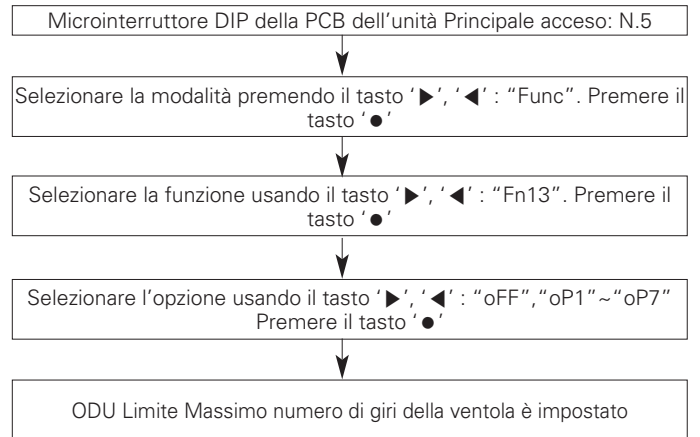 Microinterruttore DIP della PCB dell'unità Principale acceso: N.5
Selezionare la modalità premendo il tasto ‘▶’, ‘◀’ : “Func”. Premere il
tasto ‘●’
Selezionare la funzione usando il tasto ‘▶’, ‘◀’ : “Fn13”. Premere il
tasto ‘●’
Selezionare l'opzione usando il tasto ‘▶’, ‘◀’ : “oFF”,“oP1”~“oP7”
Premere il tasto ‘●’
ODU Limite Massimo numero di giri della ventola è impostato